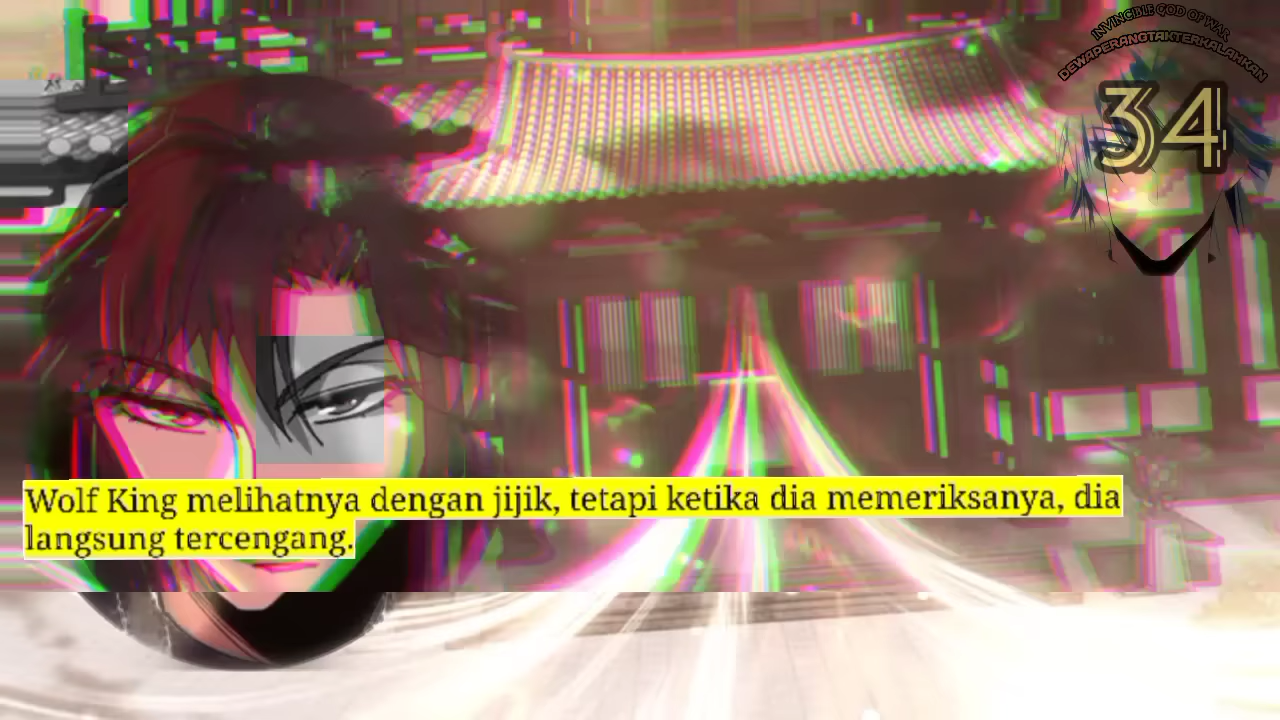 INVINCIBLE GOD OF WAR
DEWAPERANGTAKTERKALAHKAN
34
Wolf King melihatnya dengan jijik, tetapi ketika dia memeriksanya, dia
langsung tercengang.